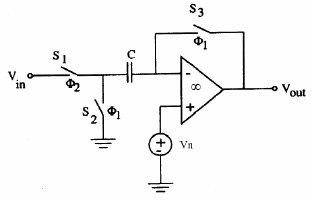 S3
Φ1
S1
C
Vin
Φ2
-
∞
Vout
S2
Φ1
+
+
-
Vn